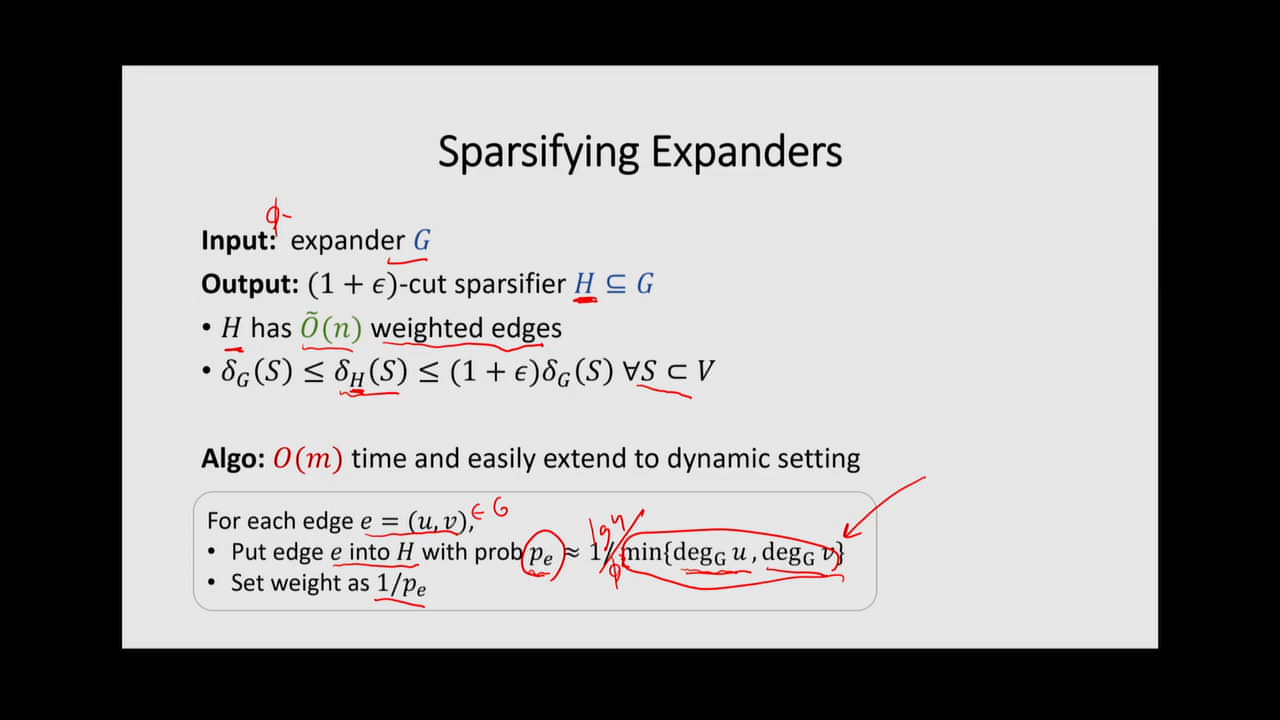 Sparsifying Expanders
ϕ-
Input: expander G
Output: (1 + ϵ)-cut sparsifier H ⊆ G
• H has Õ(n) weighted edges
• δ_G(S) ≤ δ_H(S) ≤ (1 + ϵ)δ_G(S) ∀S ⊂ V
Algo: O(m) time and easily extend to dynamic setting
For each edge e = (u, v), ∈ G
• Put edge e into H with prob p_e ≈ 1/ min{deg_G u , deg_G v}
ϕ
• Set weight as 1/p_e